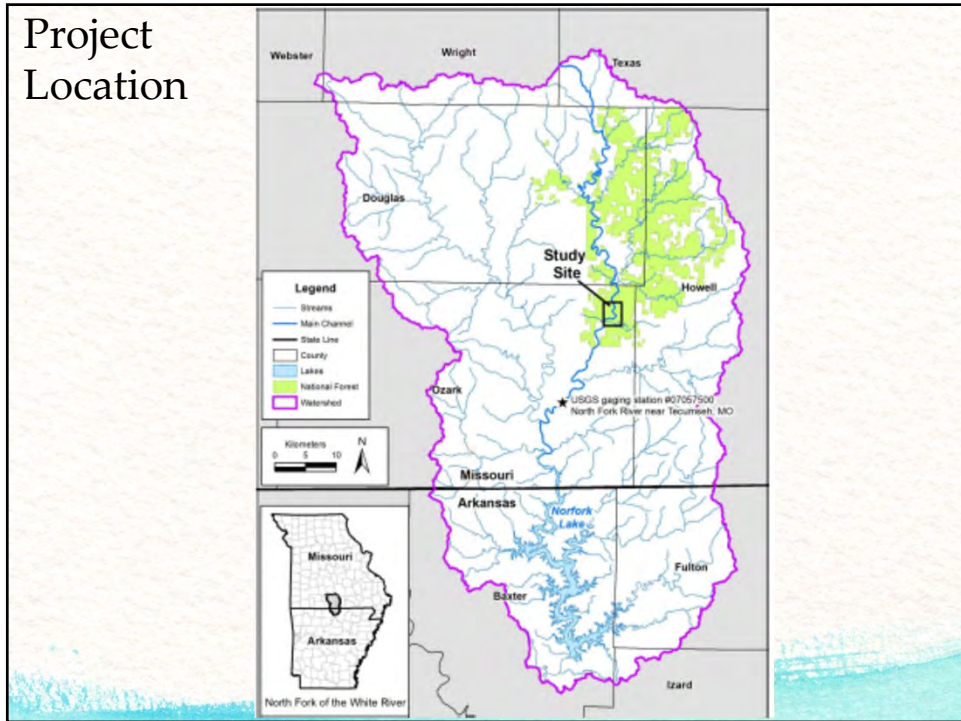 Project
Location
Webster
Wright
Texas
Douglas
Study
Site
Howell
Legend
Streams
Main Channel
State Line
County
Lakes
National Forest
Watershed
Ozark
USGS gaging station #07057500
North Fork River near Tecumseh, MO
Kilometers
0 5 10
N
Missouri
Arkansas
Norfork
Lake
Fulton
Baxter
Izard
Missouri
Arkansas
North Fork of the White River